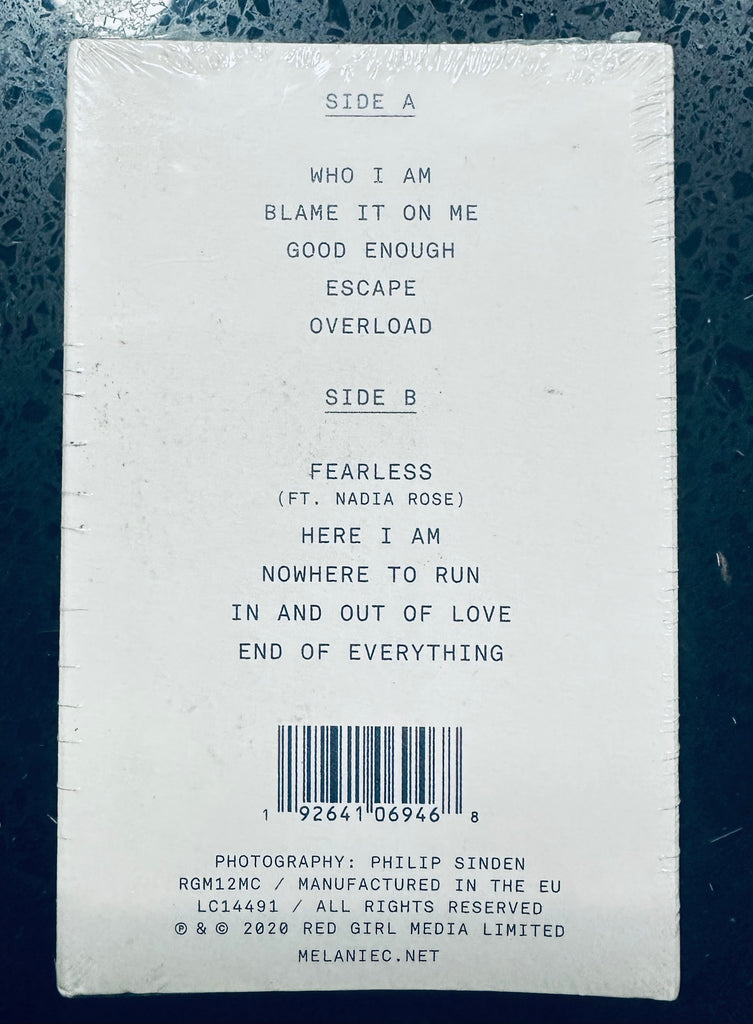 SIDE A
WHO I AM
BLAME IT ON ME
GOOD ENOUGH
ESCAPE
OVERLOAD
SIDE B
FEARLESS
(FT. NADIA ROSE)
HERE I AM
NOWHERE TO RUN
IN AND OUT OF LOVE
END OF EVERYTHING
1 92641 06946 8
PHOTOGRAPHY: PHILIP SINDEN
RGM12MC / MANUFACTURED IN THE EU
LC14491 / ALL RIGHTS RESERVED
℗ & © 2020 RED GIRL MEDIA LIMITED
MELANIEC.NET